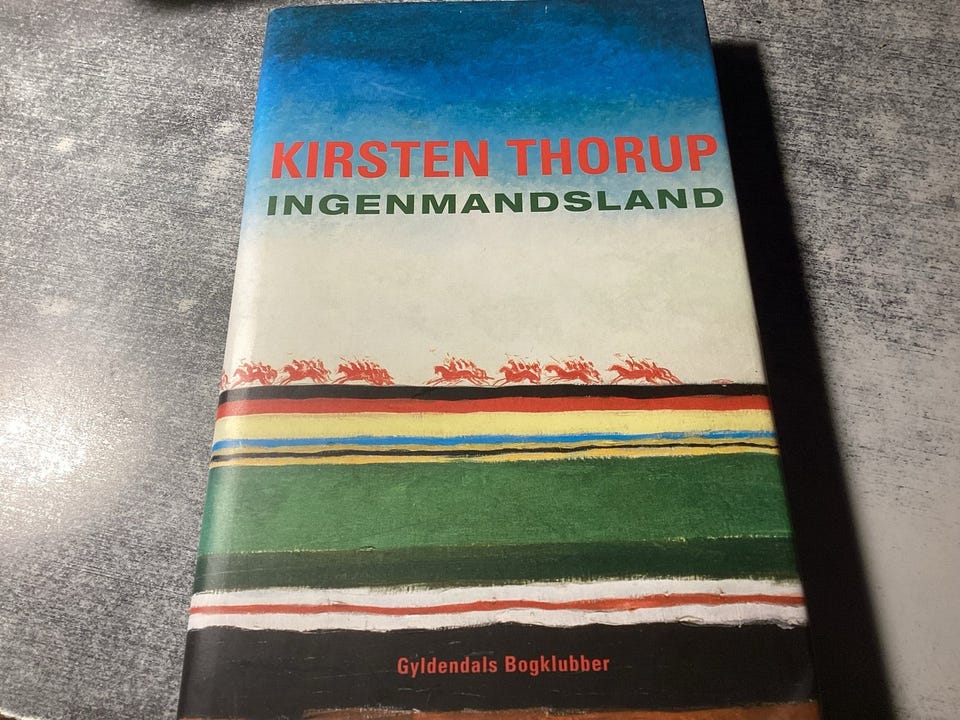 KIRSTEN THORUP
INGENMANDSLAND
Gyldendals Bogklubber